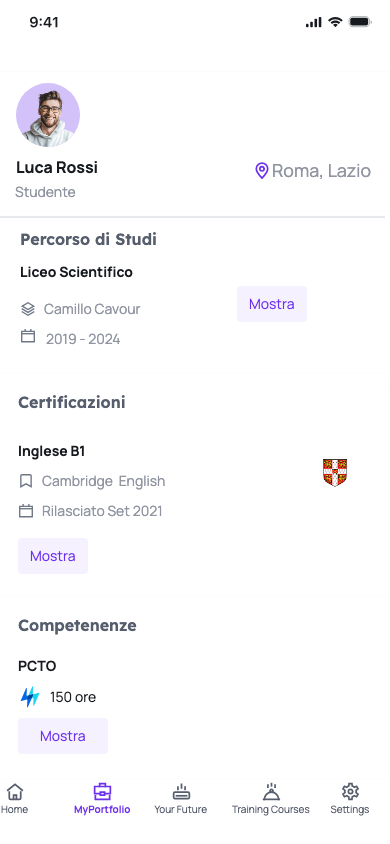 9:41
Luca Rossi
Roma, Lazio
Studente
Percorso di Studi
Liceo Scientifico
Camillo Cavour
Mostra
2019 - 2024
Certificazioni
Inglese B1
Cambridge English
Rilasciato Set 2021
Mostra
Competenenze
PCTO
150 ore
Mostra
Home MyPortfolio Your Future Training Courses Settings